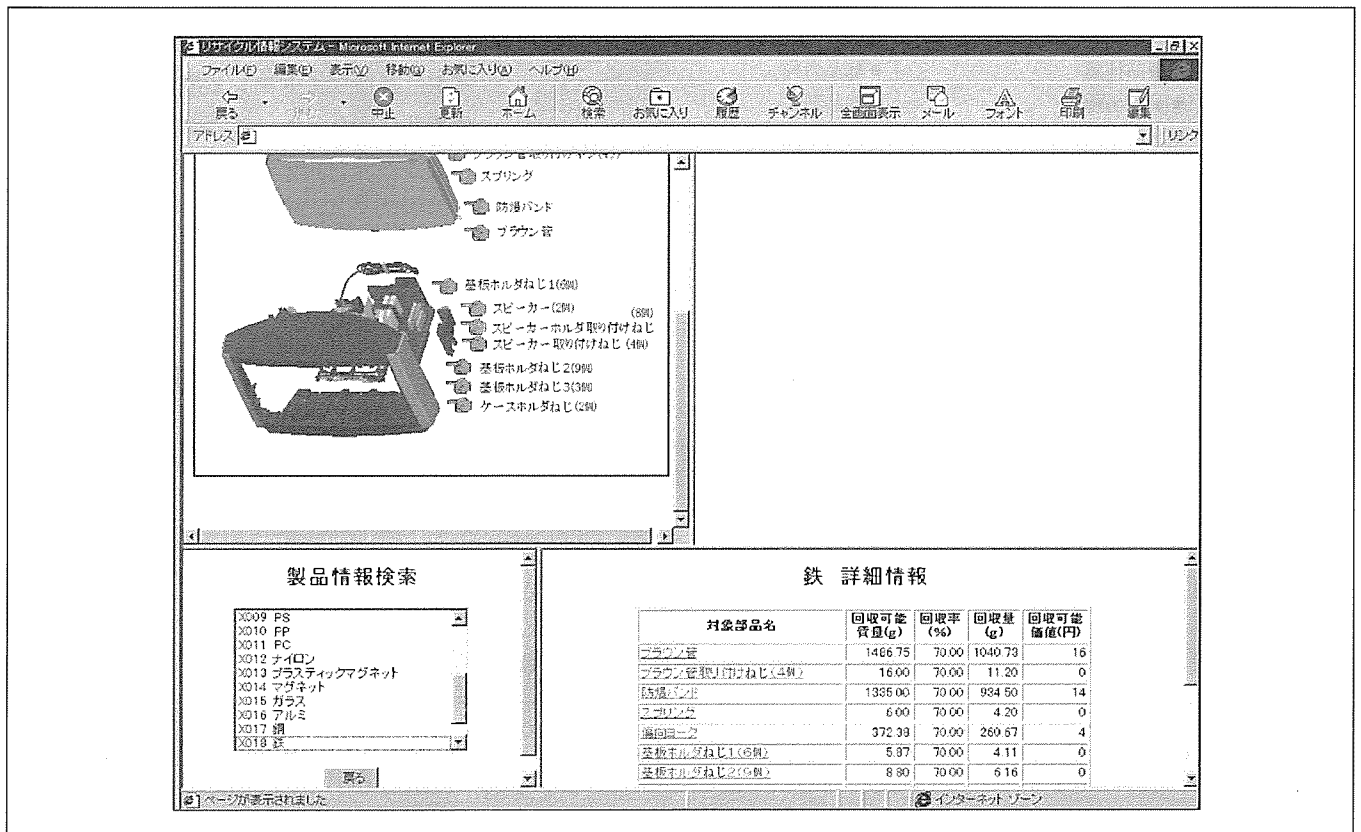 リサイクル情報システム - Microsoft Internet Explorer
ファイル(F) 編集(E) 表示(V) 移動(G) お気に入り(A) ヘルプ(H)
戻る 中止 更新 ホーム 検索 お気に入り 履歴 チャンネル 全画面表示 メール フォント 印刷 編集
アドレス リンク
スプリング
防爆バンド
ブラウン管
基板ホルダねじ1(6個)
スピーカー(2個) (8個)
スピーカーホルダ取り付けねじ
スピーカー取り付けねじ (4個)
基板ホルダねじ2(9個)
基板ホルダねじ3(3個)
ケースホルダねじ(2個)
製品情報検索
X009 PS
X010 PP
X011 PC
X012 ナイロン
X013 プラスティックマグネット
X014 マグネット
X015 ガラス
X016 アルミ
X017 銅
X018 鉄
戻る
鉄 詳細情報
対象部品名 回収可能質量(g) 回収率(%) 回収量(g) 回収可能価値(円)
ブラウン管 1486.75 70.00 1040.73 16
ブラウン管取り付けねじ(4個) 16.00 70.00 11.20 0
防爆バンド 1335.00 70.00 934.50 14
スプリング 6.00 70.00 4.20 0
偏向ヨーク 372.39 70.00 260.67 4
基板ホルダねじ1(6個) 5.87 70.00 4.11 0
基板ホルダねじ2(9個) 8.80 70.00 6.16 0
ページが表示されました
インターネット ゾーン